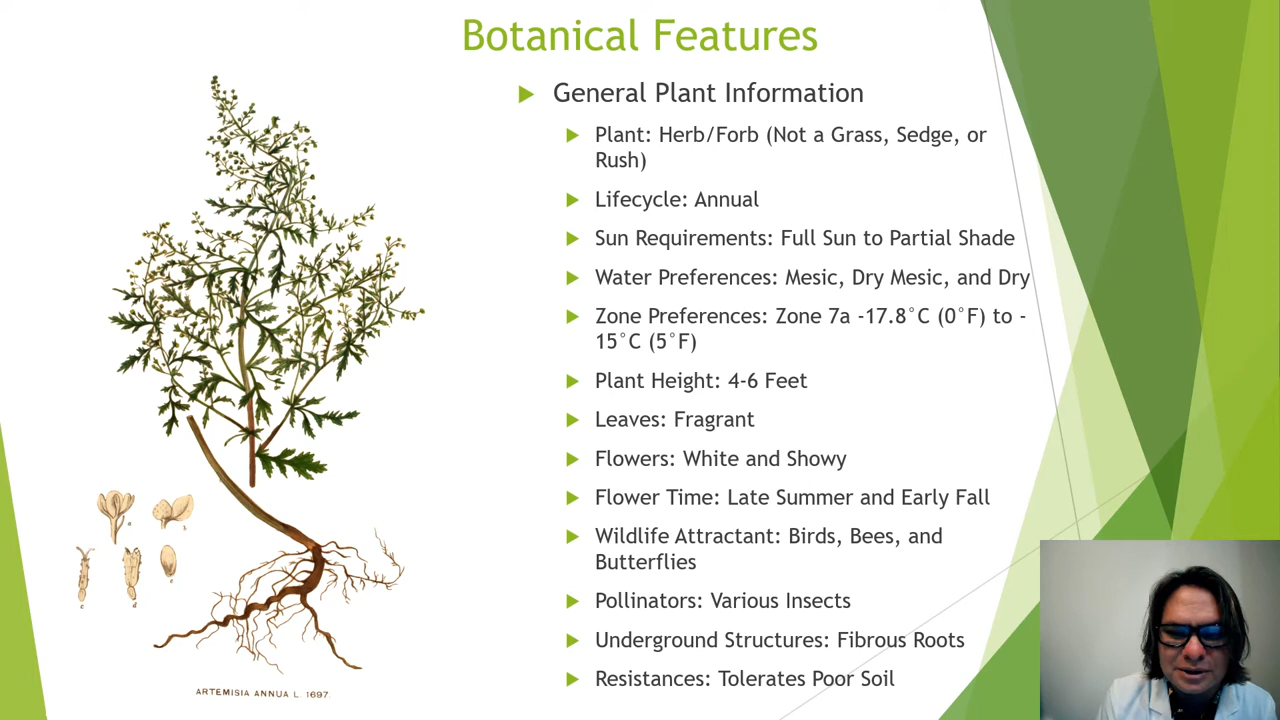 Botanical Features
General Plant Information
Plant: Herb/Forb (Not a Grass, Sedge, or
Rush)
Lifecycle: Annual
Sun Requirements: Full Sun to Partial Shade
Water Preferences: Mesic, Dry Mesic, and Dry
Zone Preferences: Zone 7a -17.8°C (0°F) to -
15°C (5°F)
Plant Height: 4-6 Feet
Leaves: Fragrant
Flowers: White and Showy
Flower Time: Late Summer and Early Fall
Wildlife Attractant: Birds, Bees, and
Butterflies
Pollinators: Various Insects
Underground Structures: Fibrous Roots
Resistances: Tolerates Poor Soil
a
b
c
d
e
ARTEMISIA ANNUA L. 1697.